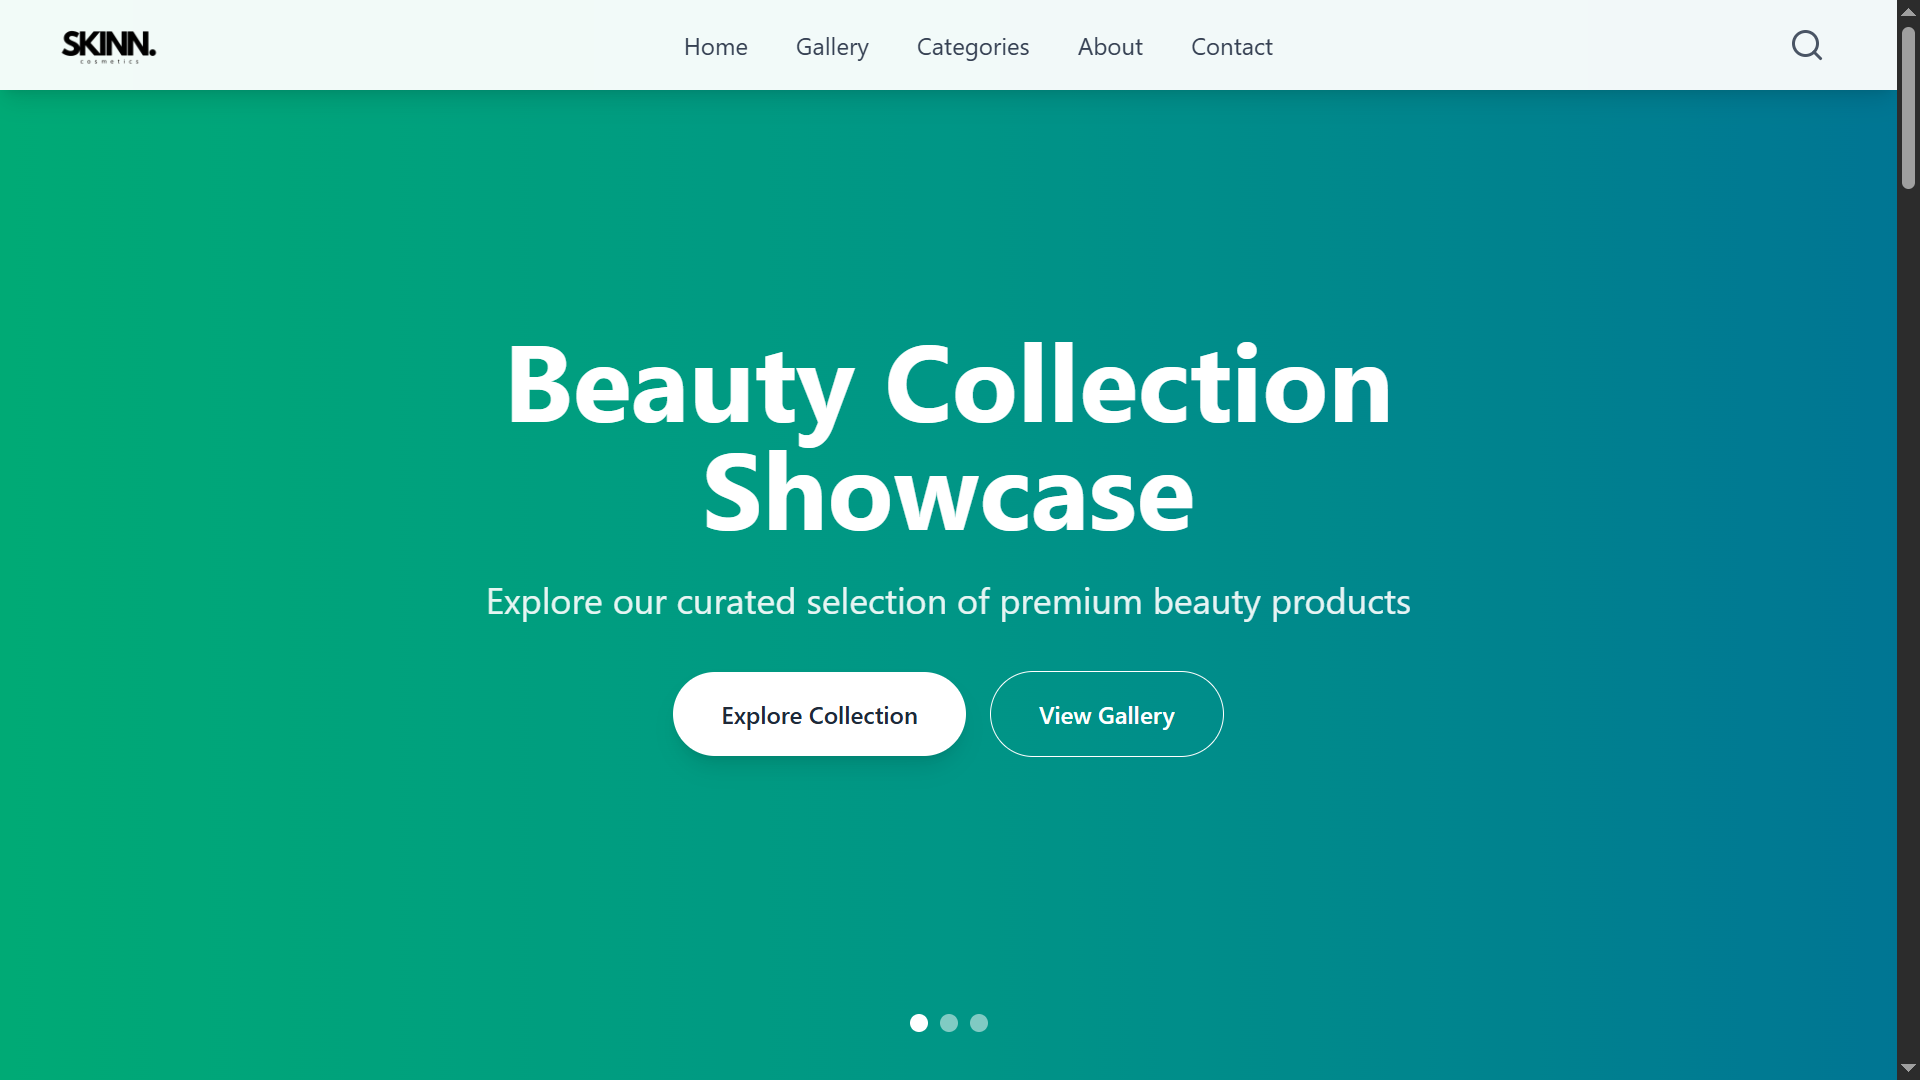 SKINN.
cosmetics
Home Gallery Categories About Contact
Beauty Collection
Showcase
Explore our curated selection of premium beauty products
Explore Collection View Gallery